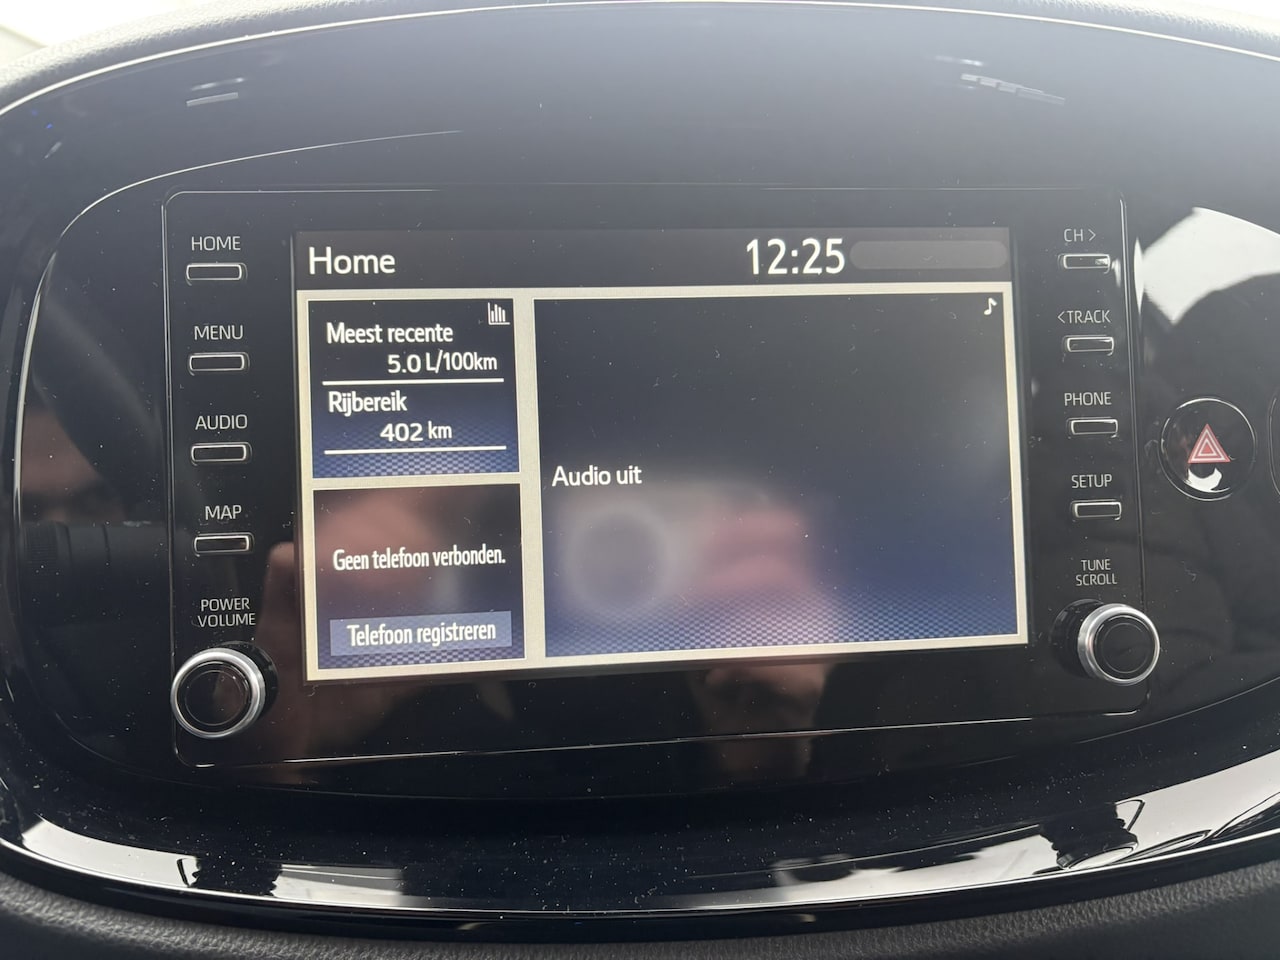 HOME
MENU
AUDIO
MAP
POWER
VOLUME
Home
12:25
Meest recente
5.0 L/100km
Rijbereik
402 km
Geen telefoon verbonden.
Telefoon registreren
Audio uit
CH >
<TRACK
PHONE
SETUP
TUNE
SCROLL